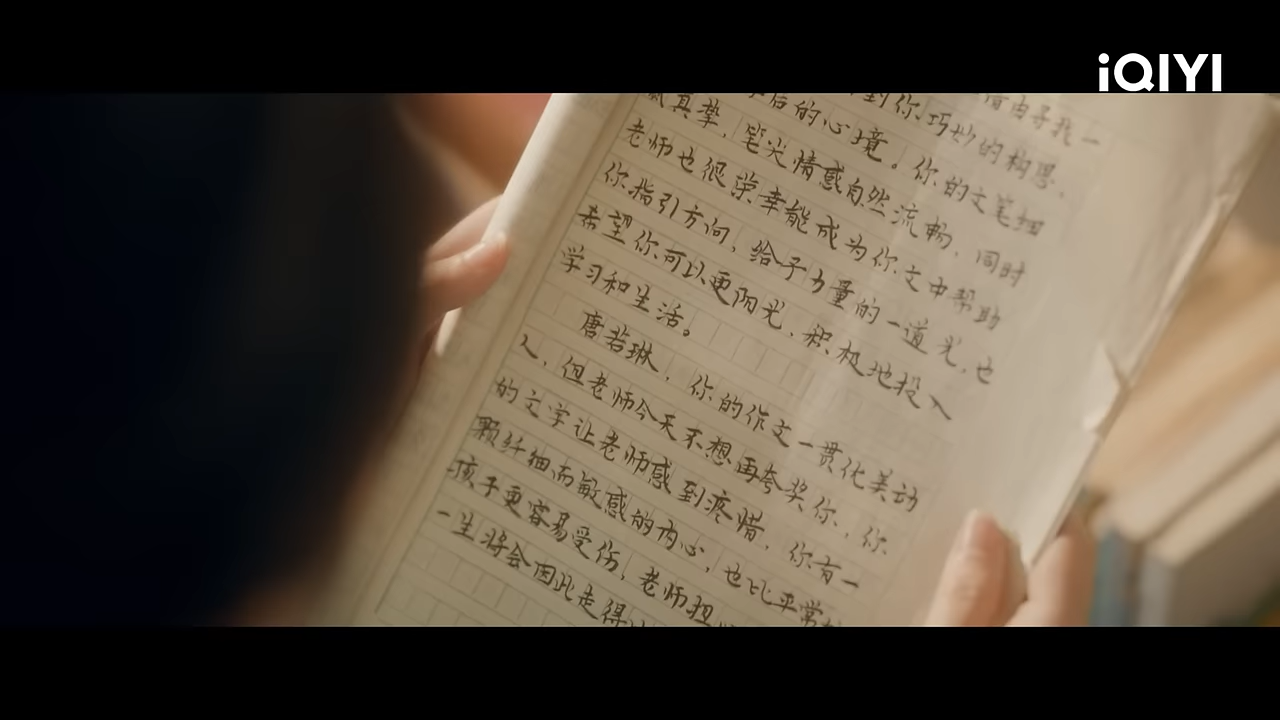 iQIYI
到你巧妙的构思,
后的心境。你的文笔细
腻真挚,笔尖情感自然流畅,同时
老师也很荣幸能成为你文中帮助
你指引方向,给予力量的一道光,也
希望你可以更阳光,积极地投入
学习和生活。
唐若琳,你的作文一贯优美动
人,但老师今天不想再夸奖你,你
的文字让老师感到疼惜,你有一
颗纤细而敏感的内心,也比平常
孩子更容易受伤,老师担
一生将会因此走得